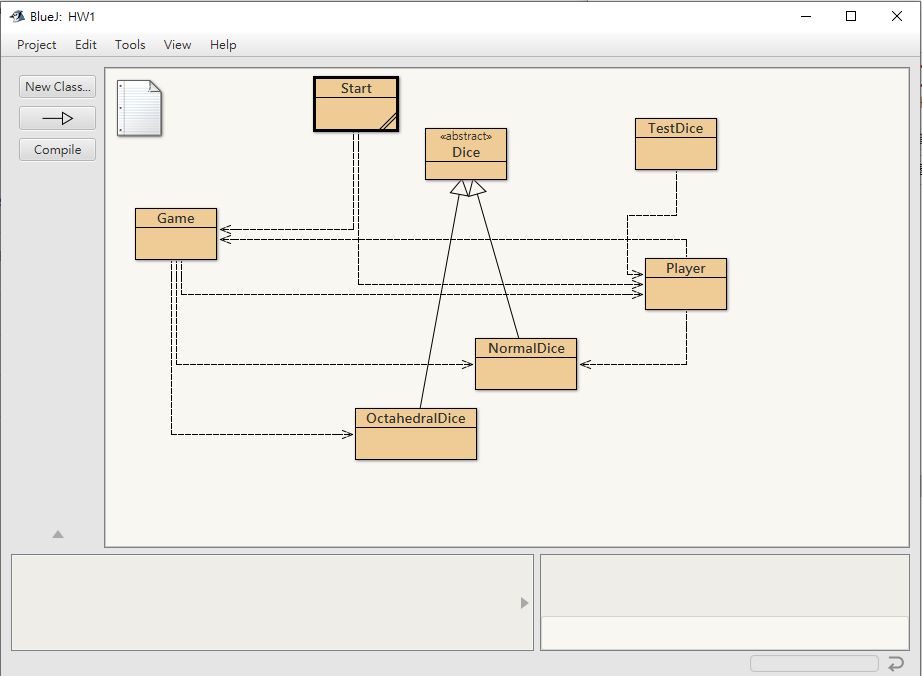 BlueJ: HW1
Project Edit Tools View Help
New Class...
Compile
Start
«abstract»
Dice
TestDice
Game
Player
NormalDice
OctahedralDice